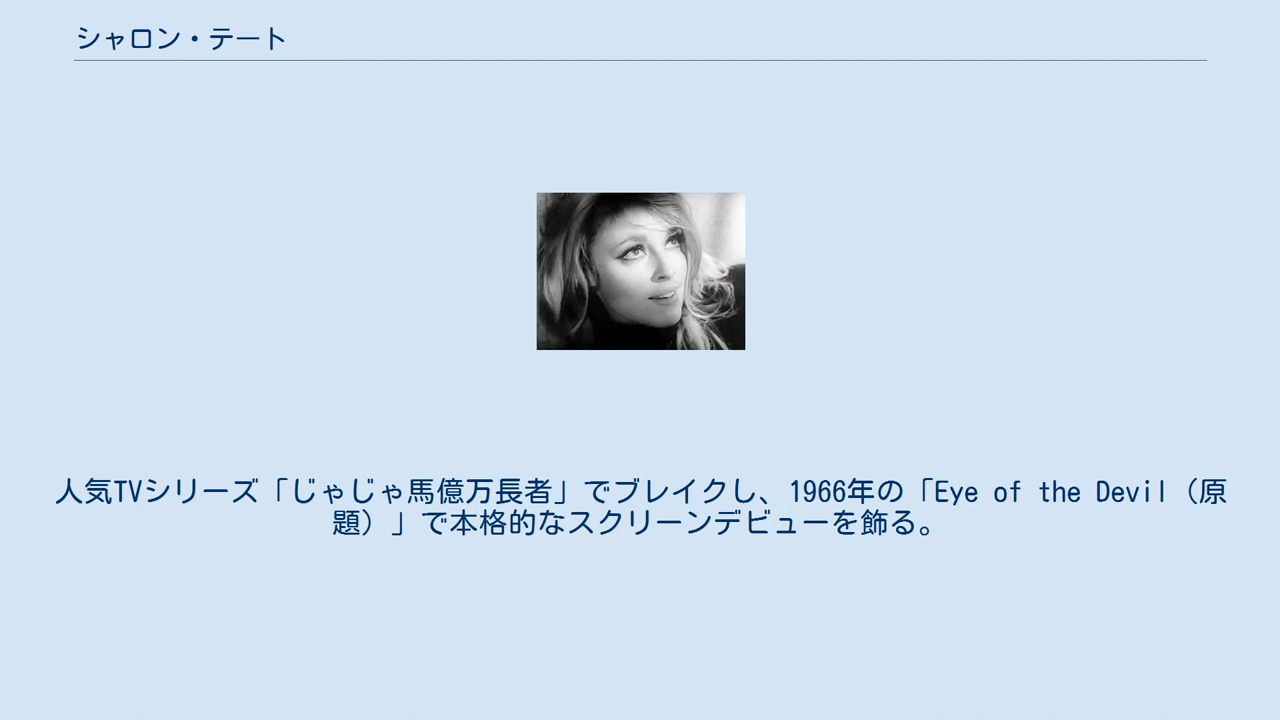 シャロン・テート
人気TVシリーズ「じゃじゃ馬億万長者」でブレイクし、1966年の「Eye of the Devil（原
題）」で本格的なスクリーンデビューを飾る。